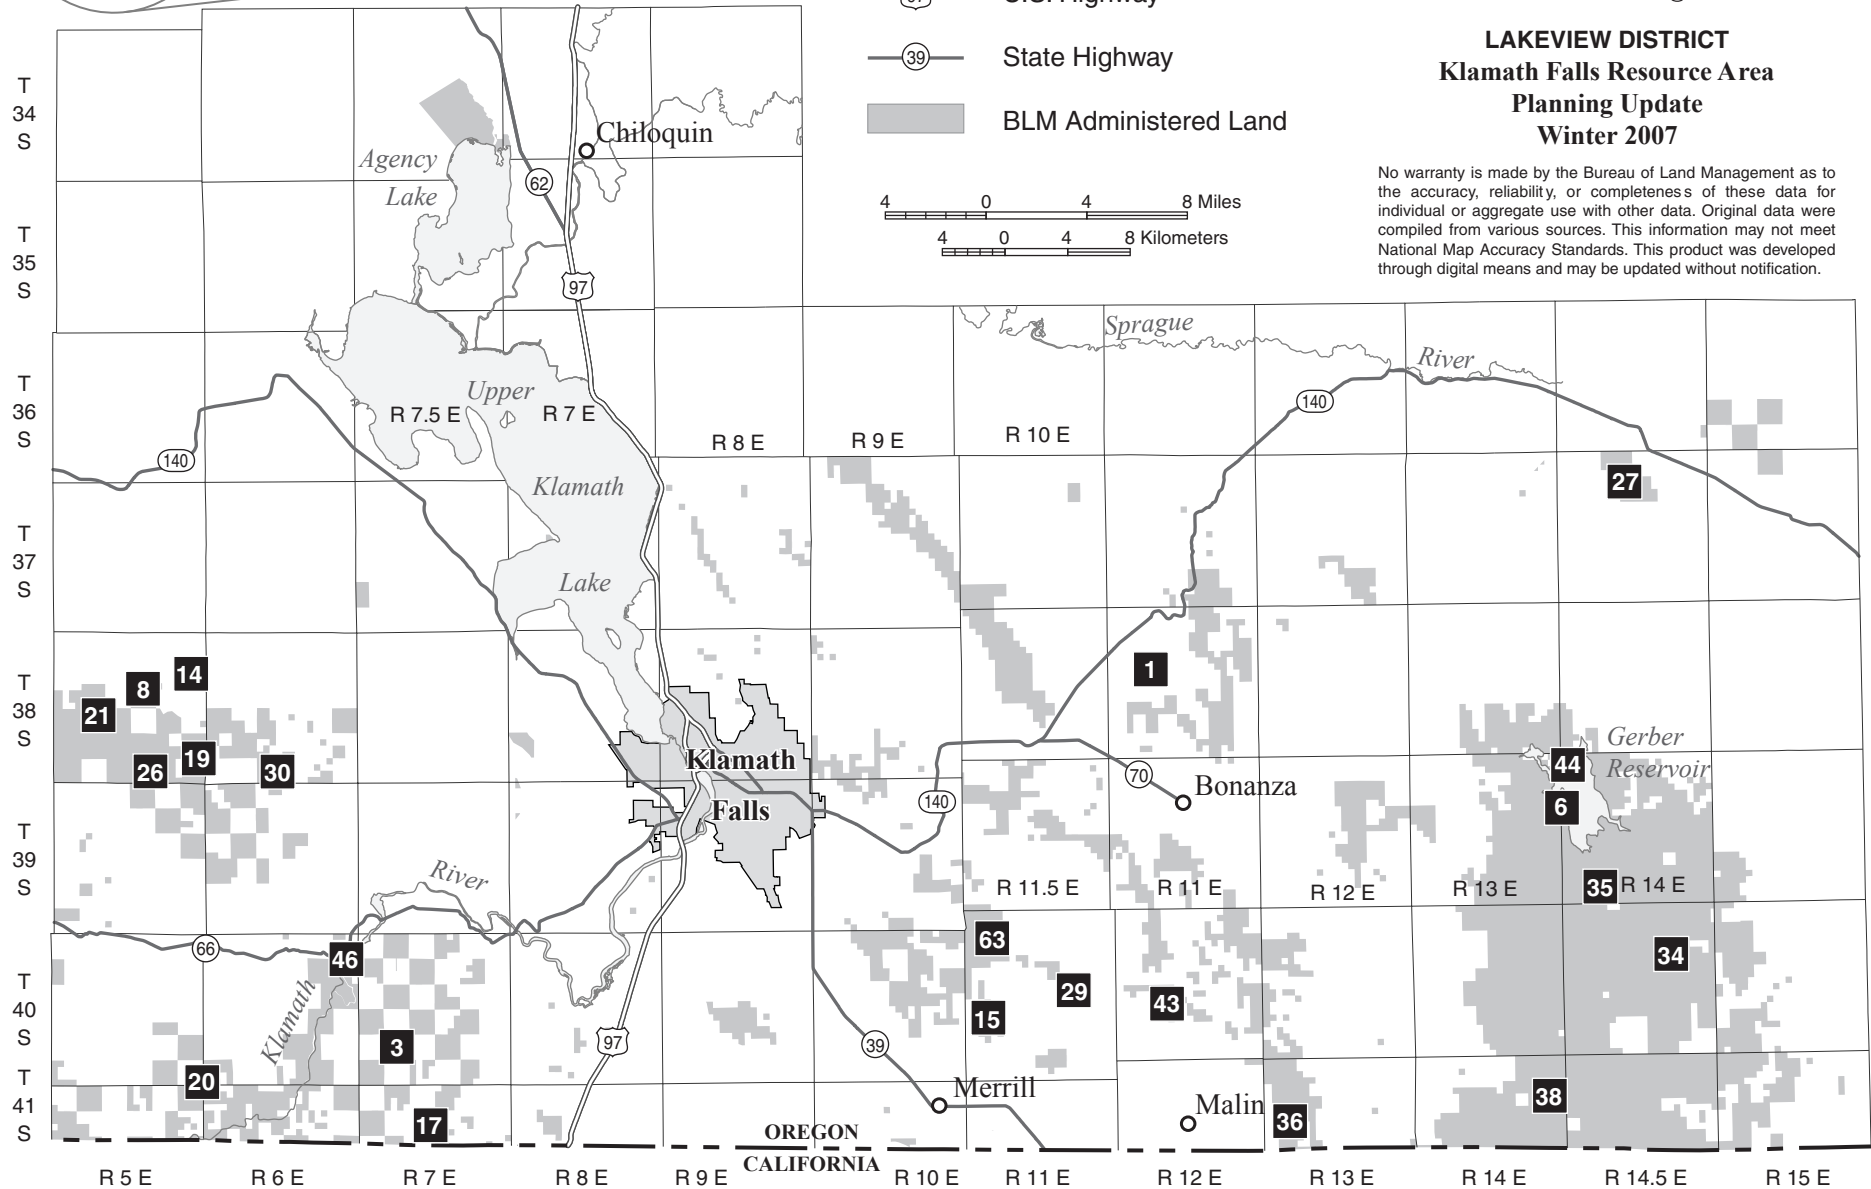 State Highway
BLM Administered Land
LAKEVIEW DISTRICT
Klamath Falls Resource Area
Planning Update
Winter 2007
No warranty is made by the Bureau of Land Management as to
the accuracy, reliability, or completeness of these data for
individual or aggregate use with other data. Original data were
compiled from various sources. This information may not meet
National Map Accuracy Standards. This product was developed
through digital means and may be updated without notification.
39
4 0 4 8 Miles
4 0 4 8 Kilometers
T
34
S
Chiloquin
Agency
Lake
62
T
35
S
97
Sprague
River
T
36
S
Upper
R 7.5 E
R 7 E
R 8 E
R 9 E
R 10 E
140
140
27
Klamath
T
37
S
Lake
T
38
S
14
8
21
19
26
30
1
Klamath
Falls
Gerber
Reservoir
44
6
70
Bonanza
140
T
39
S
River
R 11.5 E
R 11 E
R 12 E
R 13 E
35
R 14 E
66
46
63
34
T
40
S
Klamath
29
15
43
3
97
39
T
41
S
20
17
Merrill
Malin
36
38
OREGON
CALIFORNIA
R 5 E
R 6 E
R 7 E
R 8 E
R 9 E
R 10 E
R 11 E
R 12 E
R 13 E
R 14 E
R 14.5 E
R 15 E